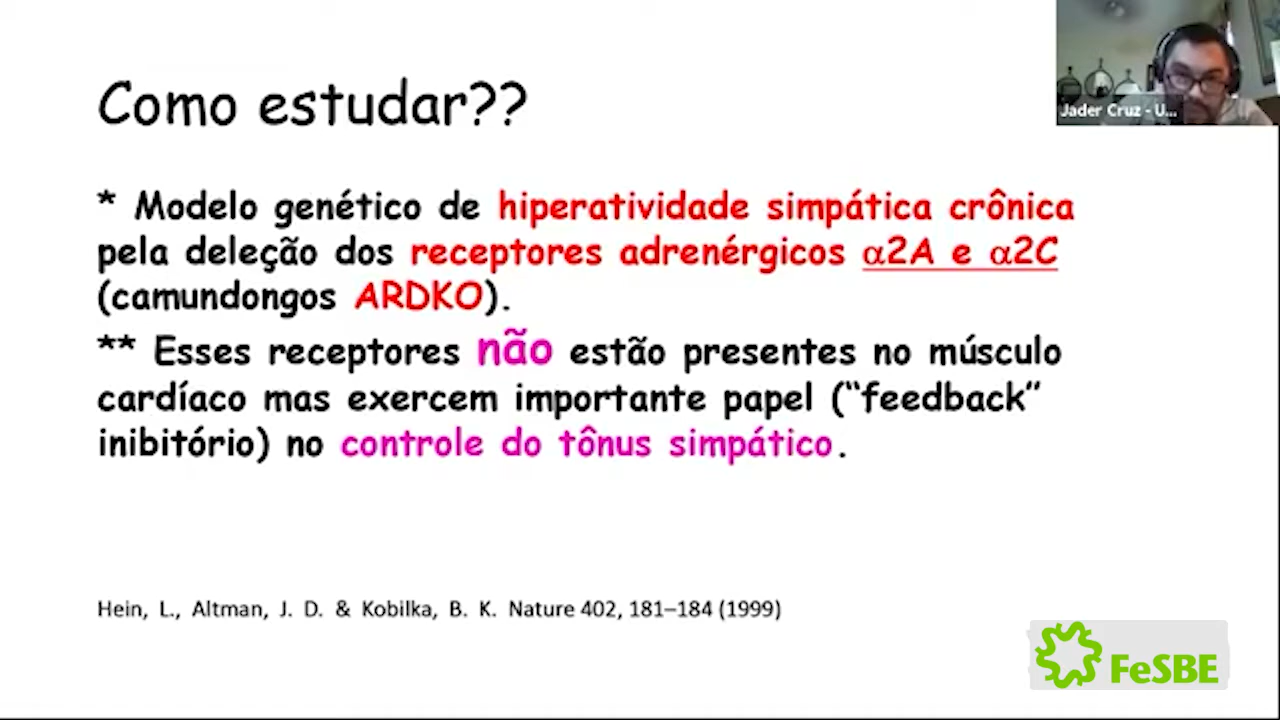 Como estudar??
Jader Cruz - U...
* Modelo genético de hiperatividade simpática crônica
pela deleção dos receptores adrenérgicos α2A e α2C
(camundongos ARDKO).
** Esses receptores não estão presentes no músculo
cardíaco mas exercem importante papel (“feedback”
inibitório) no controle do tônus simpático.
Hein, L., Altman, J. D. & Kobilka, B. K. Nature 402, 181–184 (1999)
FeSBE